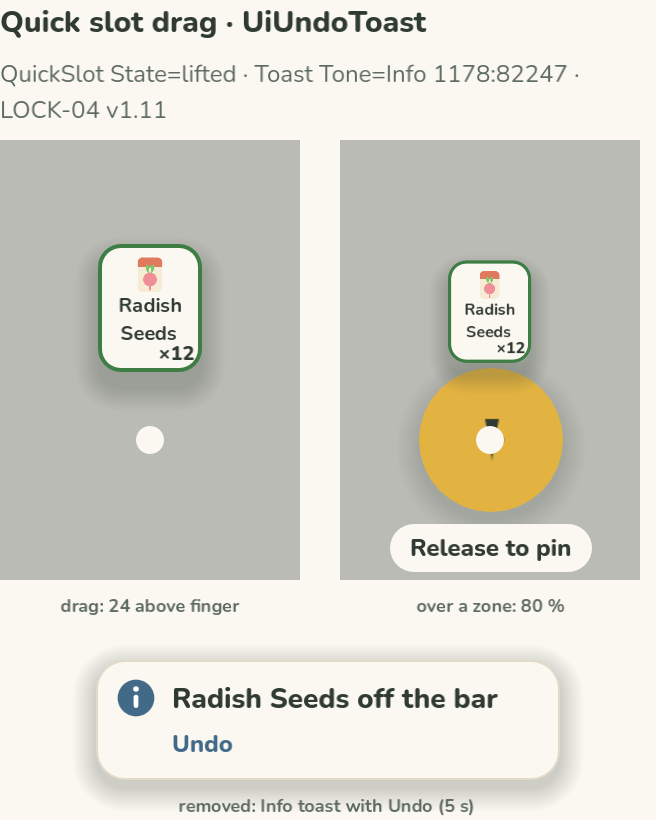 Quick slot drag · UiUndoToast
QuickSlot State=lifted · Toast Tone=Info 1178:82247 ·
LOCK-04 v1.11
Radish
Seeds
×12
Radish
Seeds
×12
Release to pin
drag: 24 above finger
over a zone: 80 %
Radish Seeds off the bar
Undo
removed: Info toast with Undo (5 s)